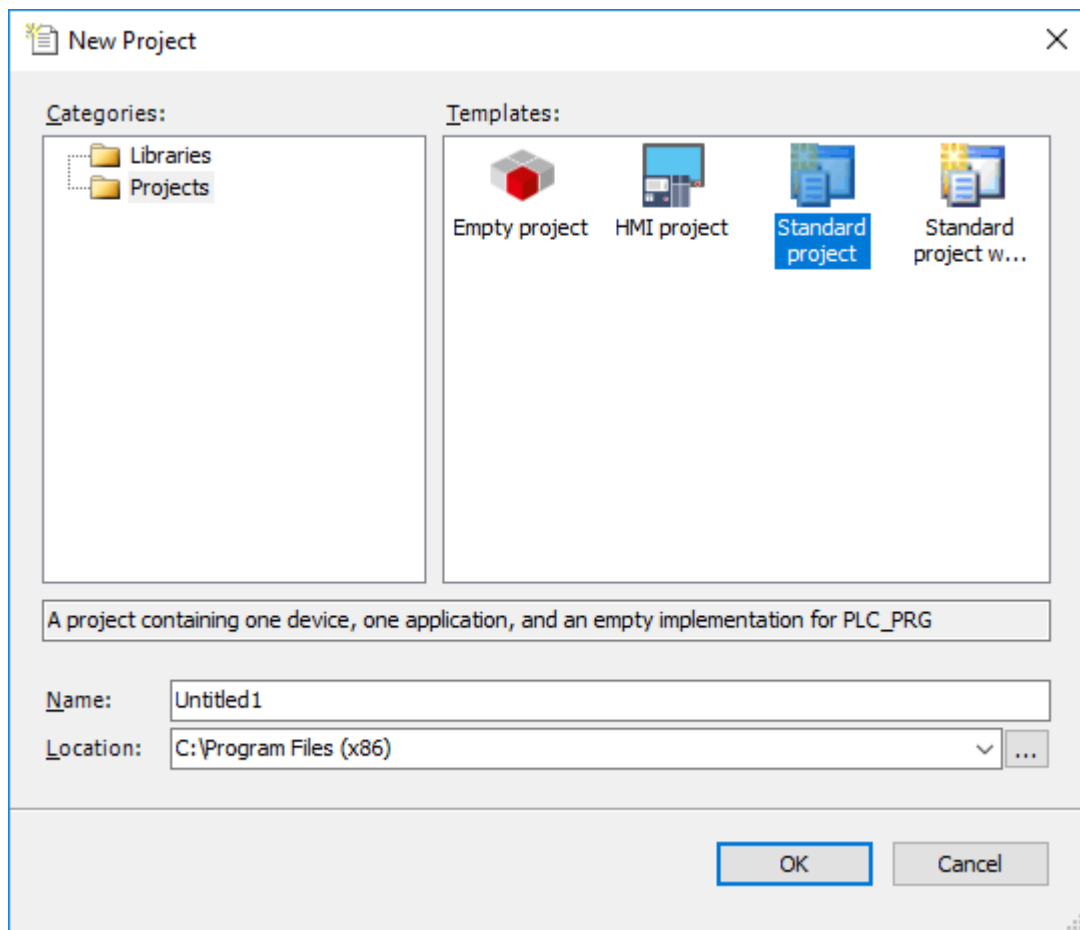 New Project
Categories:
Templates:
Libraries
Projects
Empty project
HMI project
Standard
project
Standard
project w...
A project containing one device, one application, and an empty implementation for PLC_PRG
Name:
Untitled1
Location:
C:\Program Files (x86)
...
OK
Cancel